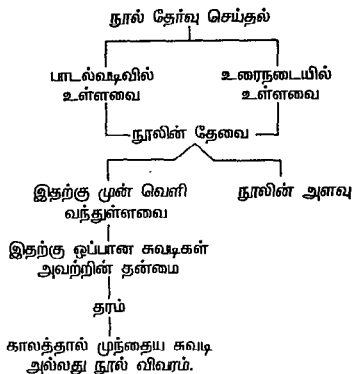 நூல் தேர்வு செய்தல்
பாடல்வடிவில் உள்ளவை
உரைநடையில் உள்ளவை
நூலின் தேவை
இதற்கு முன் வெளி வந்துள்ளவை
நூலின் அளவு
இதற்கு ஒப்பான சுவடிகள்
அவற்றின் தன்மை
தரம்
காலத்தால் முந்தைய சுவடி
அல்லது நூல் விவரம்.